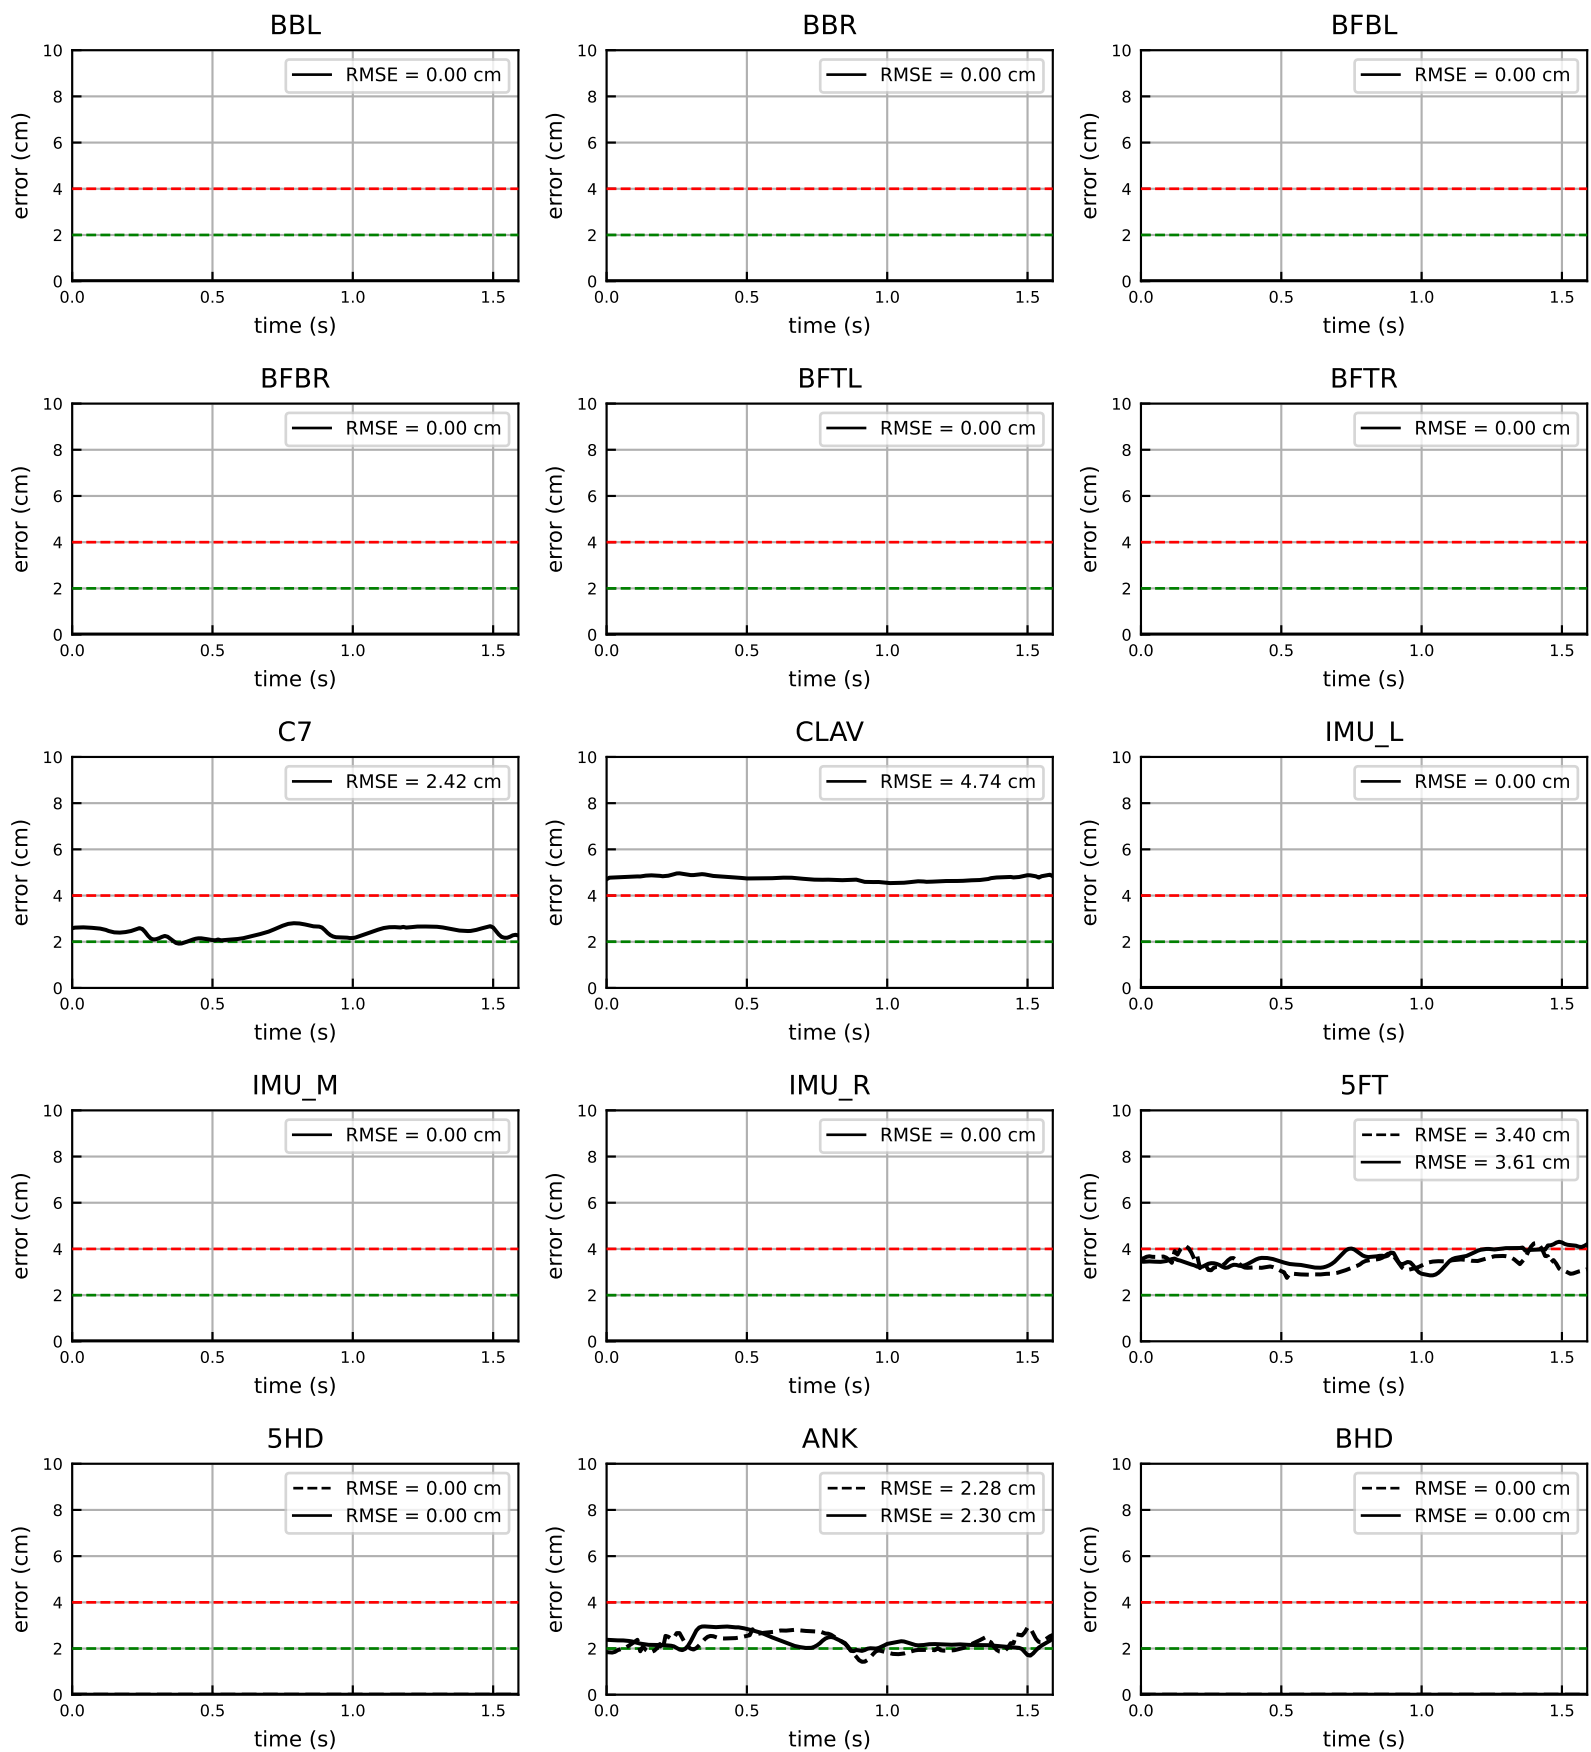 BBL
BBR
BFBL
10
8
6
4
2
0
error (cm)
RMSE = 0.00 cm
0.0 0.5 1.0 1.5
time (s)
10
8
6
4
2
0
error (cm)
RMSE = 0.00 cm
0.0 0.5 1.0 1.5
time (s)
10
8
6
4
2
0
error (cm)
RMSE = 0.00 cm
0.0 0.5 1.0 1.5
time (s)
BFBR
BFTL
BFTR
10
8
6
4
2
0
error (cm)
RMSE = 0.00 cm
0.0 0.5 1.0 1.5
time (s)
10
8
6
4
2
0
error (cm)
RMSE = 0.00 cm
0.0 0.5 1.0 1.5
time (s)
10
8
6
4
2
0
error (cm)
RMSE = 0.00 cm
0.0 0.5 1.0 1.5
time (s)
C7
CLAV
IMU_L
10
8
6
4
2
0
error (cm)
RMSE = 2.42 cm
0.0 0.5 1.0 1.5
time (s)
10
8
6
4
2
0
error (cm)
RMSE = 4.74 cm
0.0 0.5 1.0 1.5
time (s)
10
8
6
4
2
0
error (cm)
RMSE = 0.00 cm
0.0 0.5 1.0 1.5
time (s)
IMU_M
IMU_R
5FT
10
8
6
4
2
0
error (cm)
RMSE = 0.00 cm
0.0 0.5 1.0 1.5
time (s)
10
8
6
4
2
0
error (cm)
RMSE = 0.00 cm
0.0 0.5 1.0 1.5
time (s)
10
8
6
4
2
0
error (cm)
RMSE = 3.40 cm
RMSE = 3.61 cm
0.0 0.5 1.0 1.5
time (s)
5HD
ANK
BHD
10
8
6
4
2
0
error (cm)
RMSE = 0.00 cm
RMSE = 0.00 cm
0.0 0.5 1.0 1.5
time (s)
10
8
6
4
2
0
error (cm)
RMSE = 2.28 cm
RMSE = 2.30 cm
0.0 0.5 1.0 1.5
time (s)
10
8
6
4
2
0
error (cm)
RMSE = 0.00 cm
RMSE = 0.00 cm
0.0 0.5 1.0 1.5
time (s)